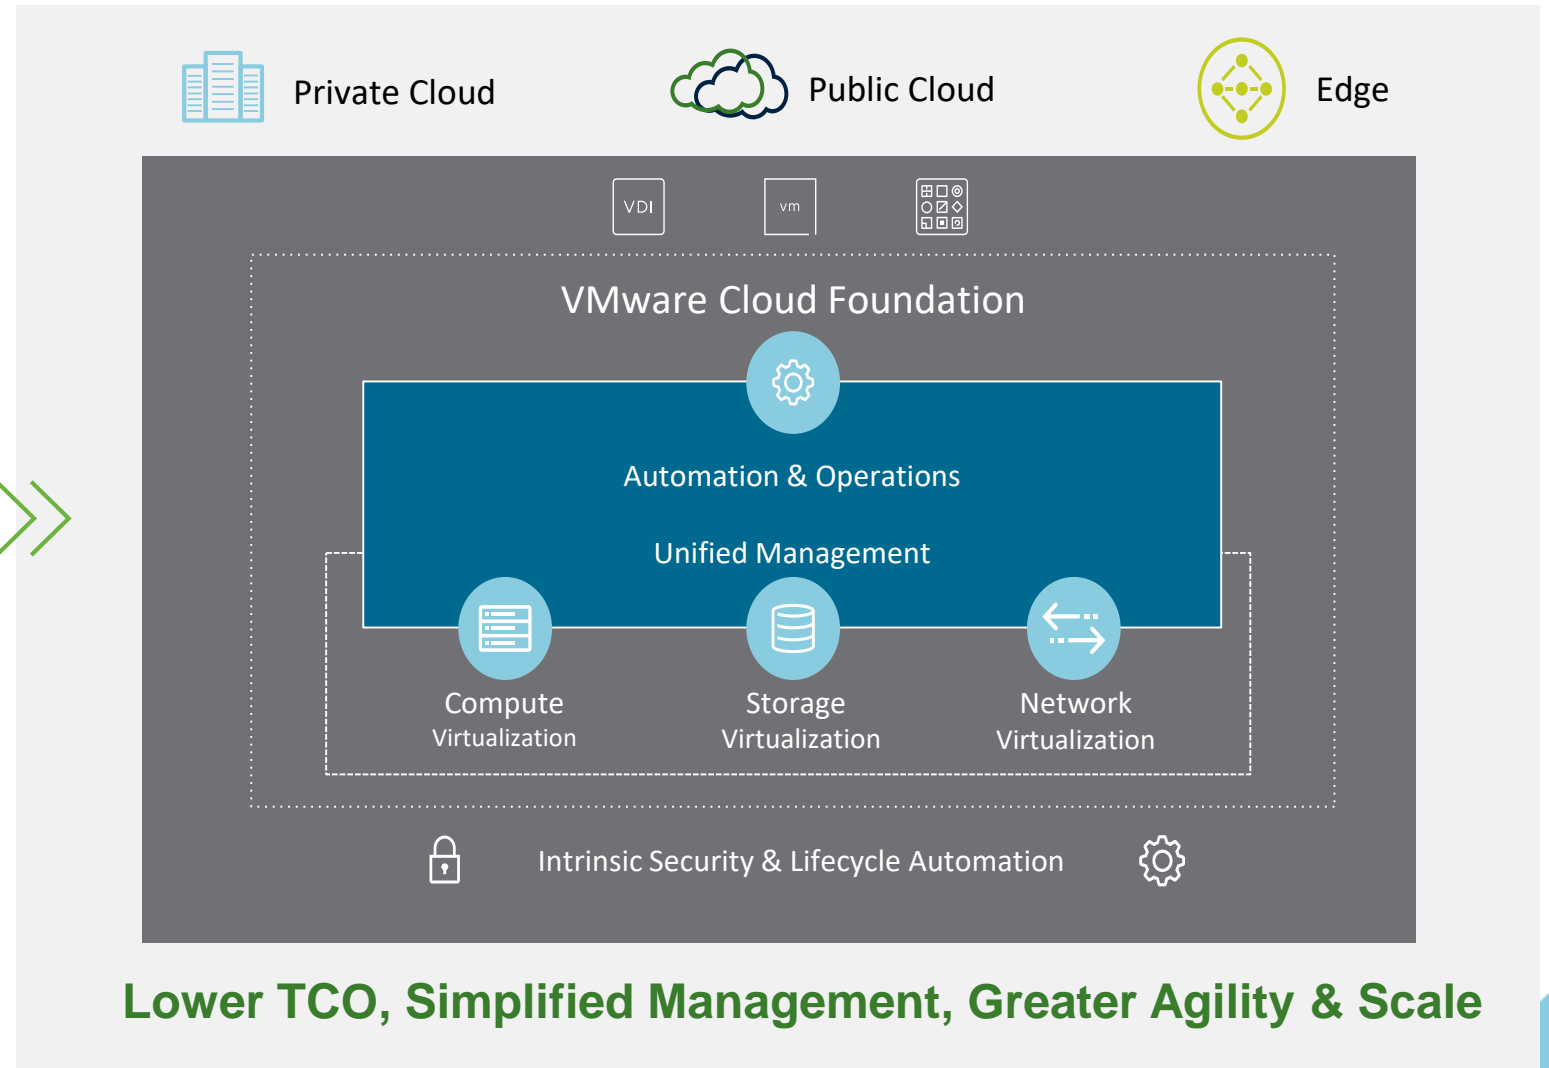 Private Cloud
Public Cloud
Edge
VDI
vm
VMware Cloud Foundation
Automation & Operations
Unified Management
Compute
Virtualization
Storage
Virtualization
Network
Virtualization
Intrinsic Security & Lifecycle Automation
Lower TCO, Simplified Management, Greater Agility & Scale